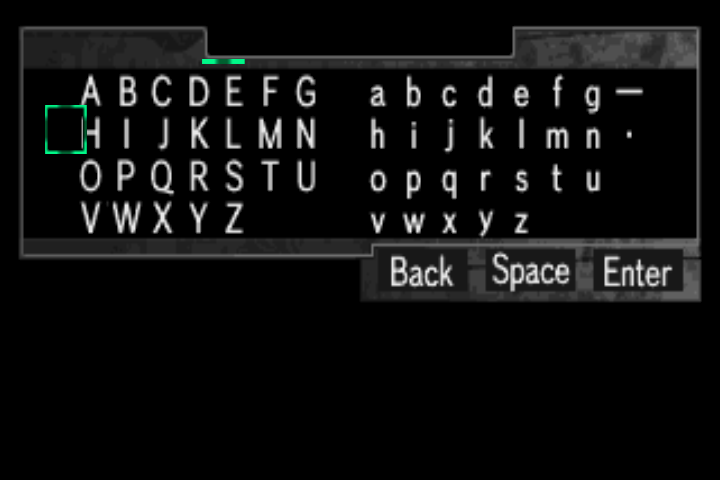 A B C D E F G a b c d e f g —
H I J K L M N h i j k l m n ·
O P Q R S T U o p q r s t u
V W X Y Z v w x y z
Back Space Enter